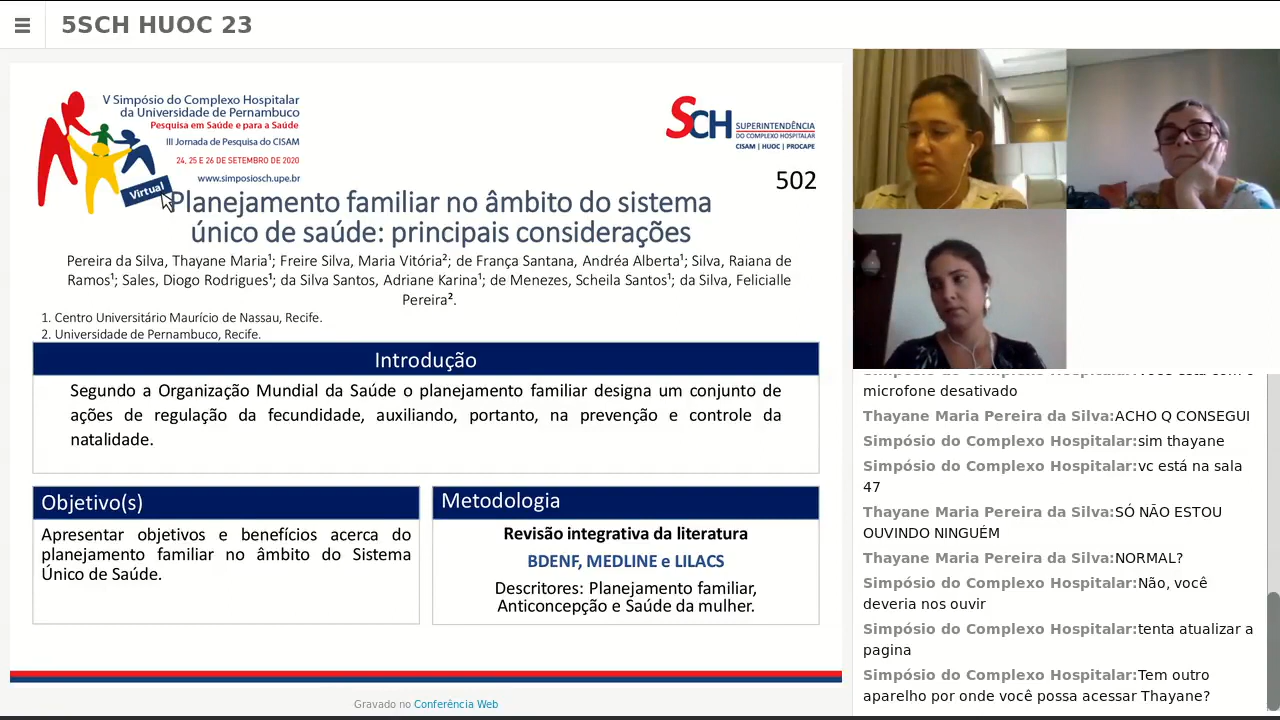 5SCH HUOC 23
V Simpósio do Complexo Hospitalar
da Universidade de Pernambuco
Pesquisa em Saúde e para a Saúde
III Jornada de Pesquisa do CISAM
24, 25 E 26 DE SETEMBRO DE 2020
www.simposiosch.upe.br
Virtual
SCH SUPERINTENDÊNCIA
DO COMPLEXO HOSPITALAR
CISAM | HUOC | PROCAPE
502
Planejamento familiar no âmbito do sistema
único de saúde: principais considerações
Pereira da Silva, Thayane Maria¹; Freire Silva, Maria Vitória²; de França Santana, Andréa Alberta¹; Silva, Raiana de
Ramos¹; Sales, Diogo Rodrigues¹; da Silva Santos, Adriane Karina¹; de Menezes, Scheila Santos¹; da Silva, Felicialle
Pereira².
1. Centro Universitário Maurício de Nassau, Recife.
2. Universidade de Pernambuco, Recife.
Introdução
Segundo a Organização Mundial da Saúde o planejamento familiar designa um conjunto de
ações de regulação da fecundidade, auxiliando, portanto, na prevenção e controle da
natalidade.
Objetivo(s)
Apresentar objetivos e benefícios acerca do
planejamento familiar no âmbito do Sistema
Único de Saúde.
Metodologia
Revisão integrativa da literatura
BDENF, MEDLINE e LILACS
Descritores: Planejamento familiar,
Anticoncepção e Saúde da mulher.
Gravado no Conferência Web
Simpósio do Complexo Hospitalar:Você está com o
microfone desativado
Thayane Maria Pereira da Silva:ACHO Q CONSEGUI
Simpósio do Complexo Hospitalar:sim thayane
Simpósio do Complexo Hospitalar:vc está na sala
47
Thayane Maria Pereira da Silva:SÓ NÃO ESTOU
OUVINDO NINGUÉM
Thayane Maria Pereira da Silva:NORMAL?
Simpósio do Complexo Hospitalar:Não, você
deveria nos ouvir
Simpósio do Complexo Hospitalar:tenta atualizar a
pagina
Simpósio do Complexo Hospitalar:Tem outro
aparelho por onde você possa acessar Thayane?